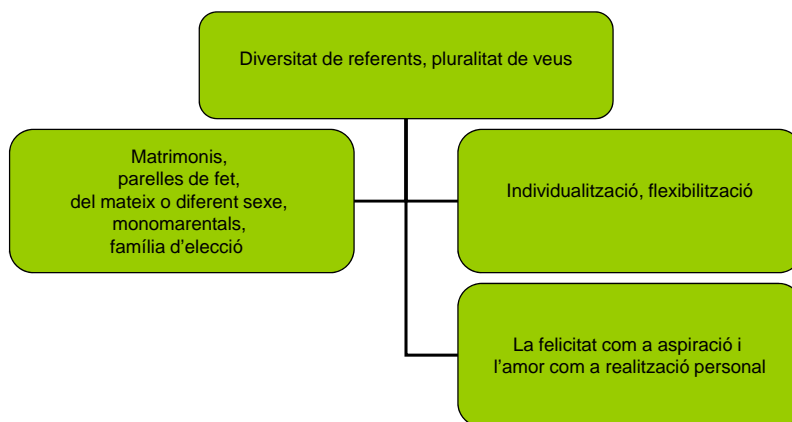 Diversitat de referents, pluralitat de veus
Matrimonis,
parelles de fet,
del mateix o diferent sexe,
monomarentals,
família d’elecció
Individualització, flexibilització
La felicitat com a aspiració i
l’amor com a realització personal